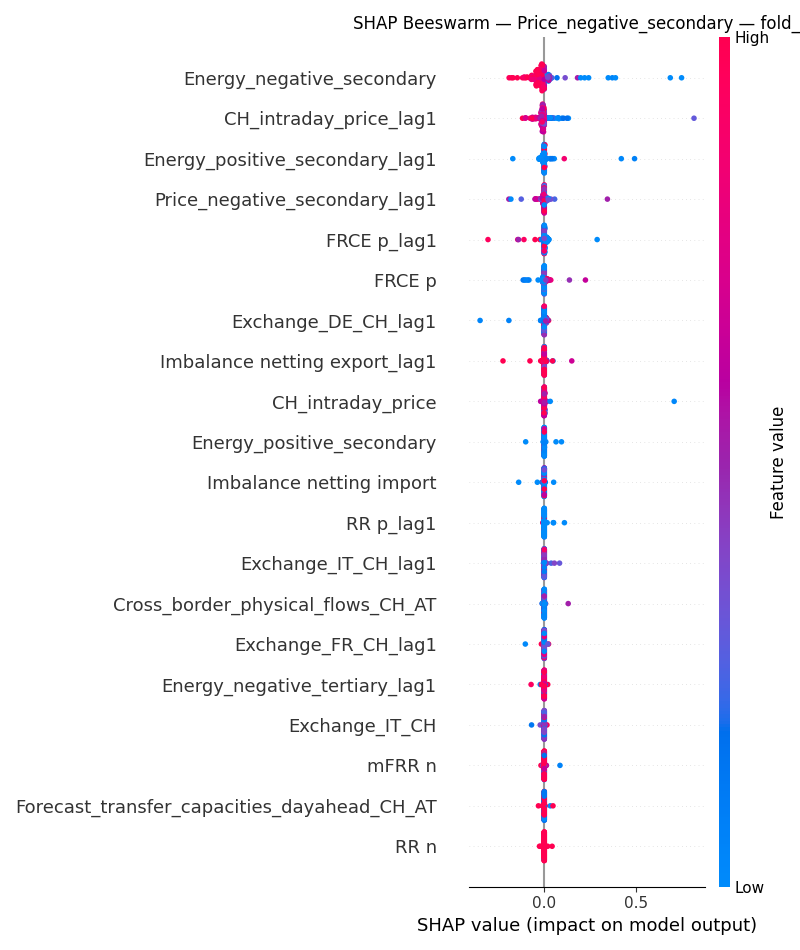 SHAP Beeswarm — Price_negative_secondary — fold_
High
Energy_negative_secondary
CH_intraday_price_lag1
Energy_positive_secondary_lag1
Price_negative_secondary_lag1
FRCE p_lag1
FRCE p
Exchange_DE_CH_lag1
Imbalance netting export_lag1
CH_intraday_price
Energy_positive_secondary
Imbalance netting import
RR p_lag1
Exchange_IT_CH_lag1
Cross_border_physical_flows_CH_AT
Exchange_FR_CH_lag1
Energy_negative_tertiary_lag1
Exchange_IT_CH
mFRR n
Forecast_transfer_capacities_dayahead_CH_AT
RR n
Feature value
Low
0.0 0.5
SHAP value (impact on model output)